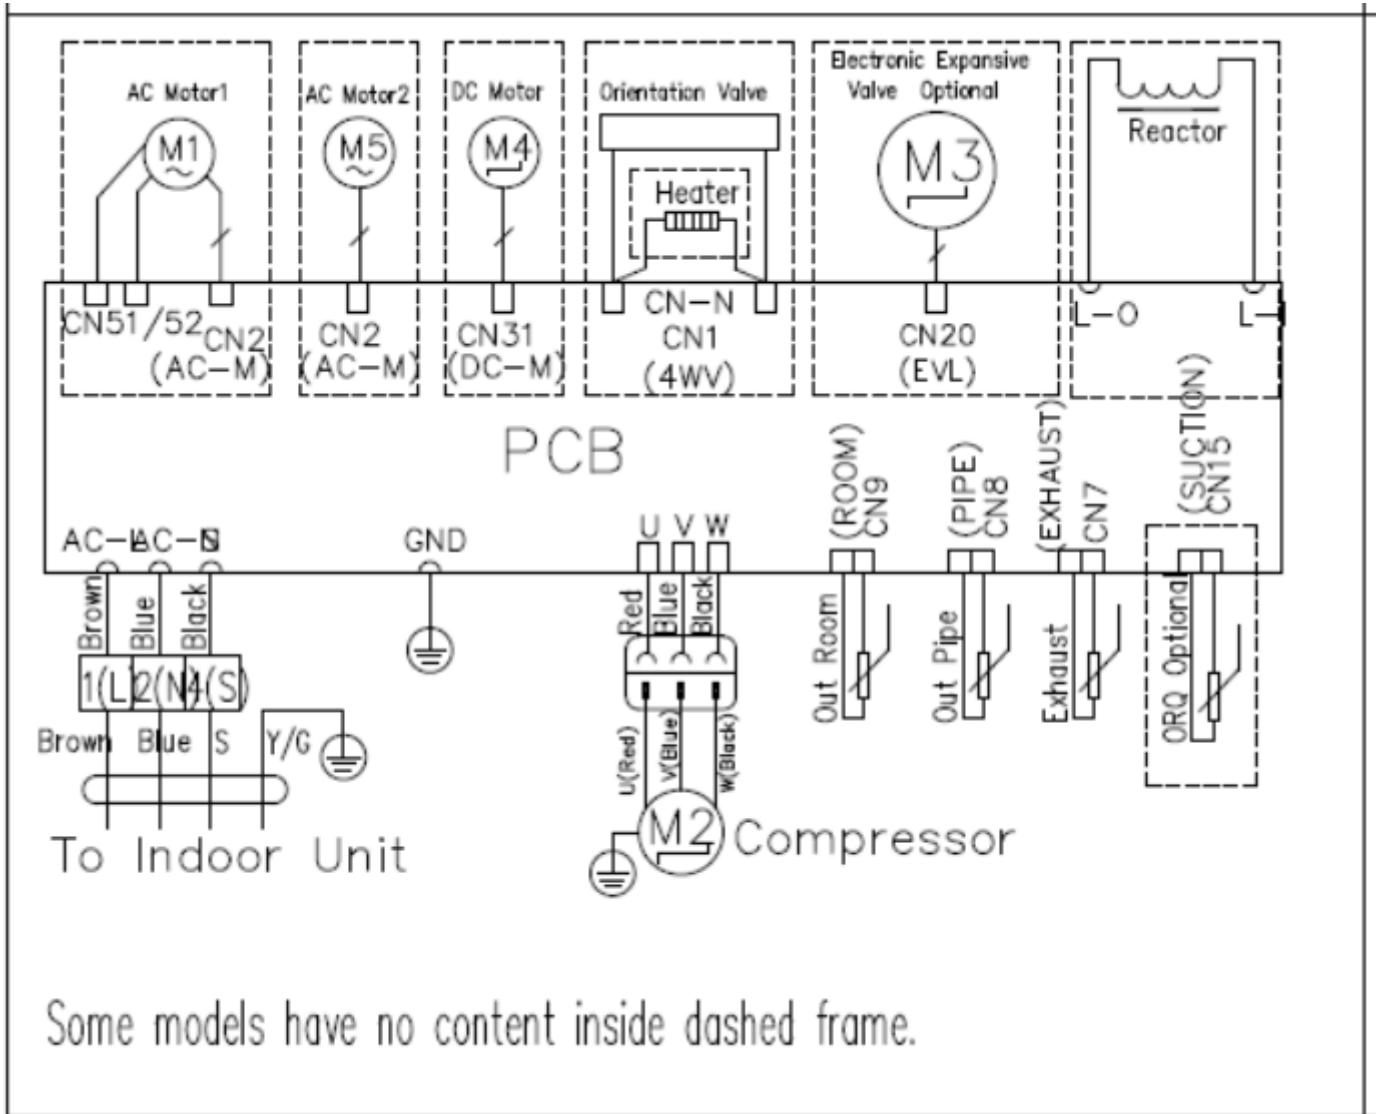 AC Motor1
M1
AC Motor2
M5
DC Motor
M4
Orientation Valve
Heater
Electronic Expansive
Valve Optional
M3
Reactor
CN51/52
CN2
(AC-M)
CN2
(AC-M)
CN31
(DC-M)
CN-N
CN1
(4WV)
CN20
(EVL)
L-O
L-I
PCB
(ROOM)
CN9
(PIPE)
CN8
(EXHAUST)
CN7
(SUCTION)
CN15
AC-L
AC-N
S
GND
U V W
Brown
Blue
Black
Red
Blue
Black
Out Room
Out Pipe
Exhaust
ORQ Optional
1(L)
2(N)
4(S)
Brown
Blue
S
Y/G
U(Red)
V(Blue)
W(Black)
M2
Compressor
To Indoor Unit
Some models have no content inside dashed frame.